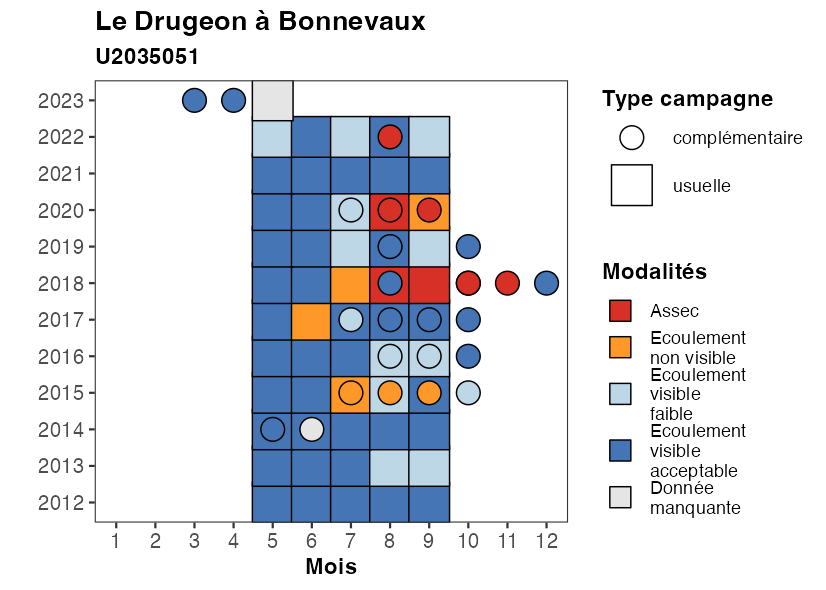 Le Drugeon à Bonnevaux
U2035051
2023
2022
2021
2020
2019
2018
2017
2016
2015
2014
2013
2012
1 2 3 4 5 6 7 8 9 10 11 12
Mois
Type campagne
complémentaire
usuelle
Modalités
Assec
Ecoulement
non visible
Ecoulement
visible
faible
Ecoulement
visible
acceptable
Donnée
manquante